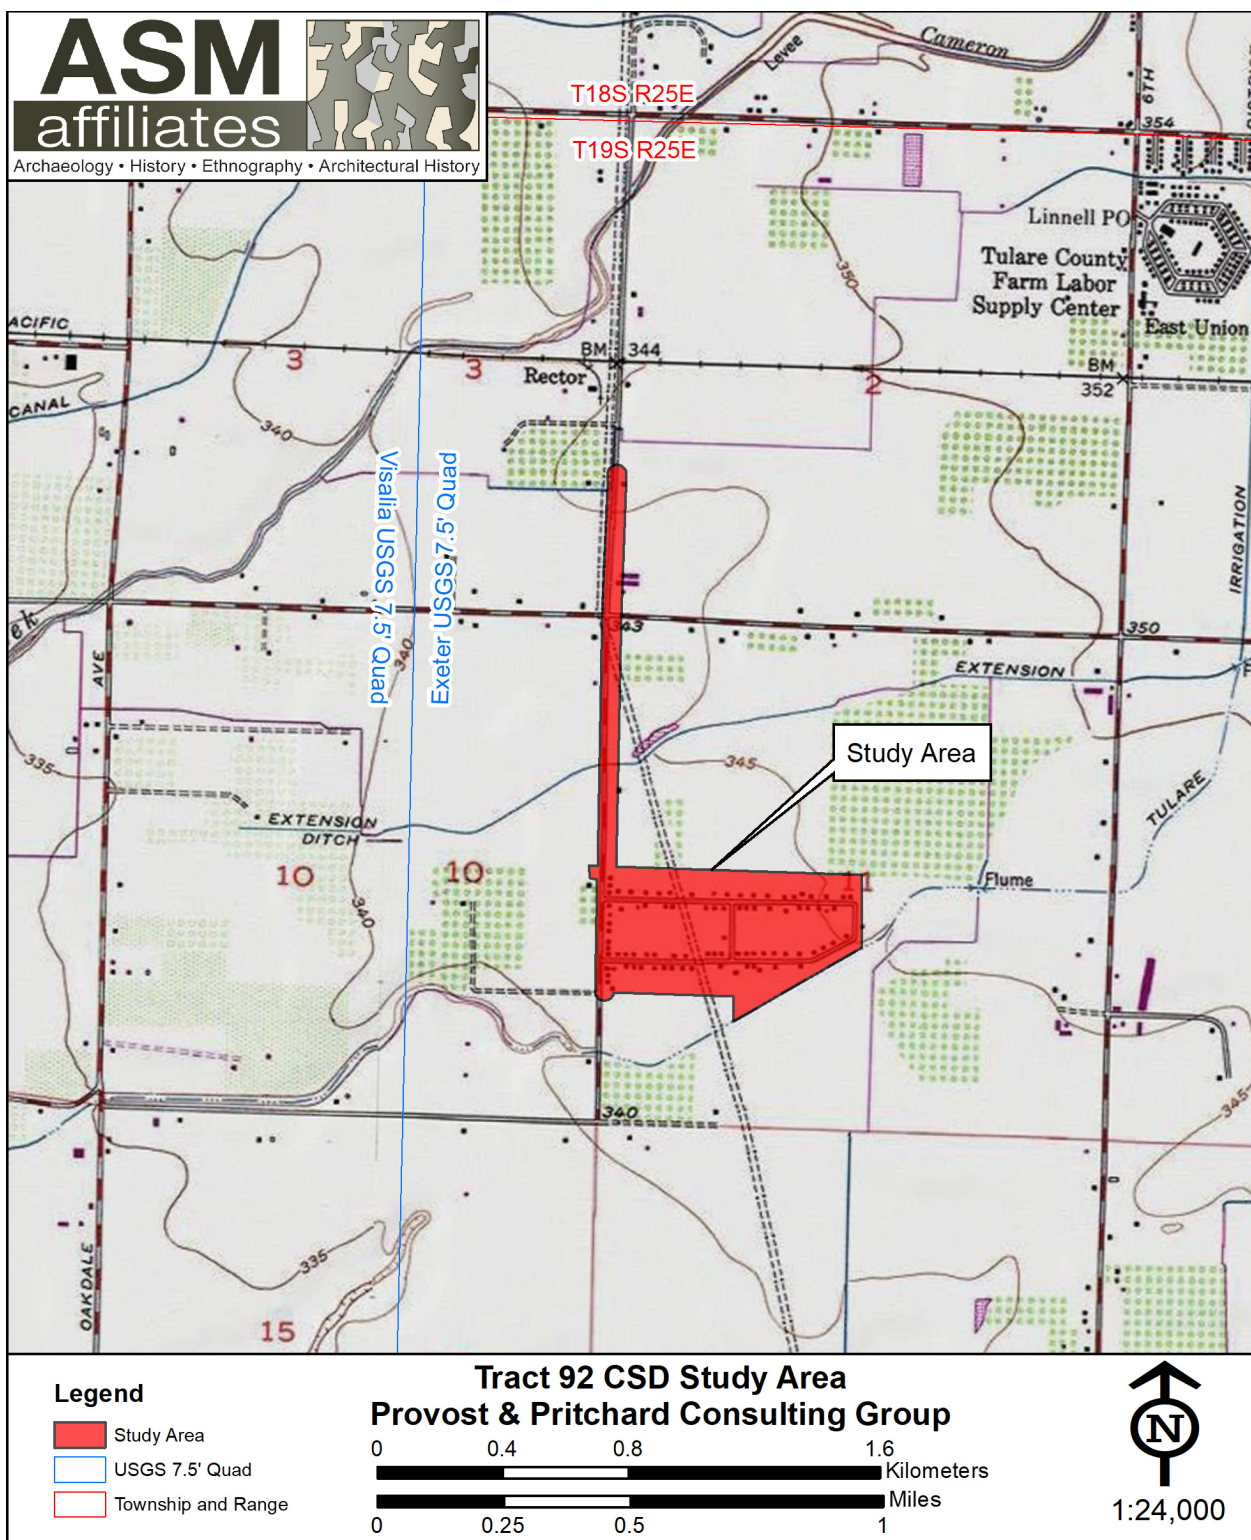 ASM
affiliates
Archaeology • History • Ethnography • Architectural History
Cameron
Levee
6TH
T18S R25E
354
T19S R25E
Linnell PO
Tulare County
Farm Labor
Supply Center
East Union
350
ACIFIC
3
3
BM
344
Rector
2
BM
352
CANAL
340
Visalia USGS 7.5' Quad
Exeter USGS 7.5' Quad
IRRIGATION
343
350
ek
AVE
340
EXTENSION
F
335
345
Study Area
TULARE
EXTENSION
DITCH
10
10
11
Flume
340
340
345
335
OAKDALE
15
Legend
Study Area
USGS 7.5' Quad
Township and Range
Tract 92 CSD Study Area
Provost & Pritchard Consulting Group
0 0.4 0.8 1.6
Kilometers
Miles
0 0.25 0.5 1
N
1:24,000